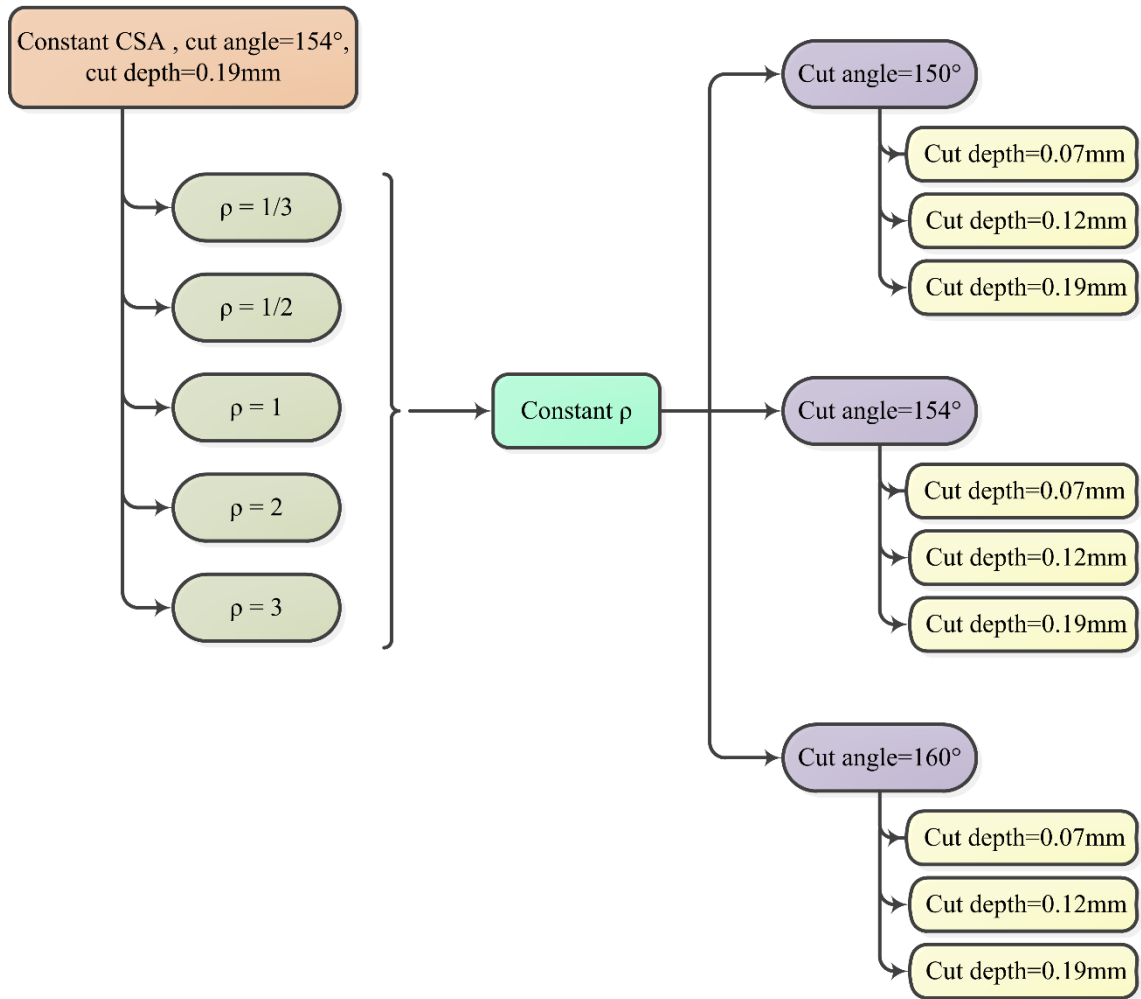 Constant CSA , cut angle=154°,
cut depth=0.19mm
ρ = 1/3
ρ = 1/2
ρ = 1
ρ = 2
ρ = 3
Constant ρ
Cut angle=150°
Cut depth=0.07mm
Cut depth=0.12mm
Cut depth=0.19mm
Cut angle=154°
Cut depth=0.07mm
Cut depth=0.12mm
Cut depth=0.19mm
Cut angle=160°
Cut depth=0.07mm
Cut depth=0.12mm
Cut depth=0.19mm